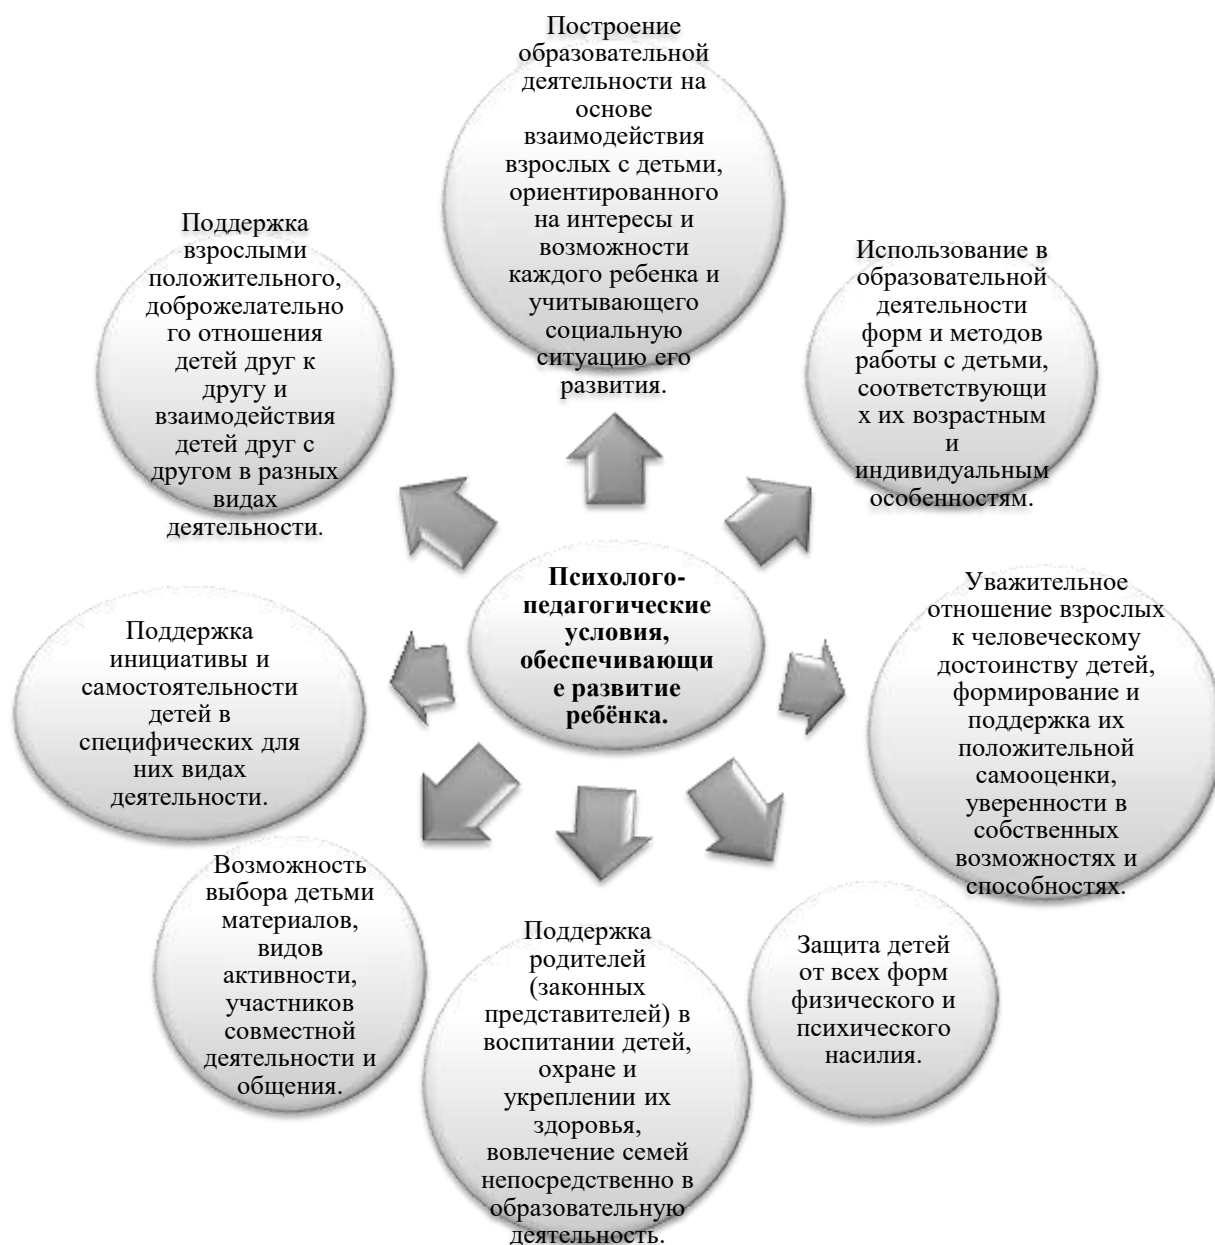 Построение
образовательной
деятельности на
основе
взаимодействия
взрослых с детьми,
ориентированного
на интересы и
возможности
каждого ребенка и
учитывающего
социальную
ситуацию его
развития.
Поддержка
взрослыми
положительного,
доброжелательно
го отношения
детей друг к
другу и
взаимодействия
детей друг с
другом в разных
видах
деятельности.
Использование в
образовательной
деятельности
форм и методов
работы с детьми,
соответствующи
х их возрастным
и
индивидуальным
особенностям.
Психолого-
педагогические
условия,
обеспечивающи
е развитие
ребёнка.
Уважительное
отношение взрослых
к человеческому
достоинству детей,
формирование и
поддержка их
положительной
самооценки,
уверенности в
собственных
возможностях и
способностях.
Поддержка
инициативы и
самостоятельности
детей в
специфических для
них видах
деятельности.
Возможность
выбора детьми
материалов,
видов
активности,
участников
совместной
деятельности и
общения.
Поддержка
родителей
(законных
представителей) в
воспитании детей,
охране и
укреплении их
здоровья,
вовлечение семей
непосредственно в
образовательную
деятельность.
Защита детей
от всех форм
физического и
психического
насилия.